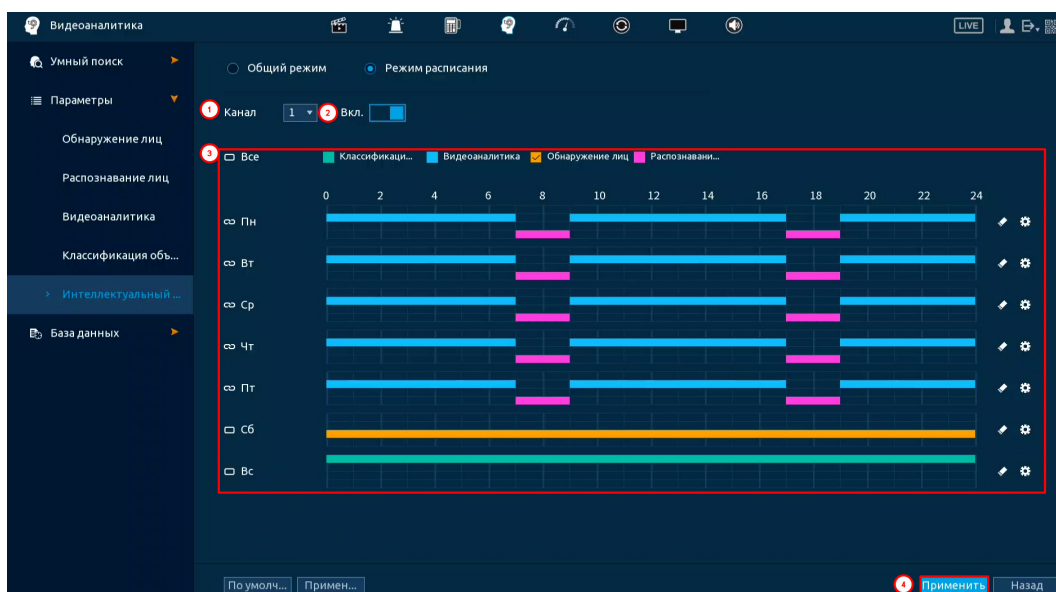 Видеоаналитика LIVE
Умный поиск
Общий режим Режим расписания
Параметры
1 Канал 1 2 Вкл.
Обнаружение лиц
3 Все Классификаци... Видеоаналитика Обнаружение лиц Распознавани...
Распознавание лиц
0 2 4 6 8 10 12 14 16 18 20 22 24
Видеоаналитика
Пн
Классификация объ...
Вт
Интеллектуальный ...
Ср
База данных
Чт
Пт
Сб
Вс
По умолч... Примен... 4 Применить Назад